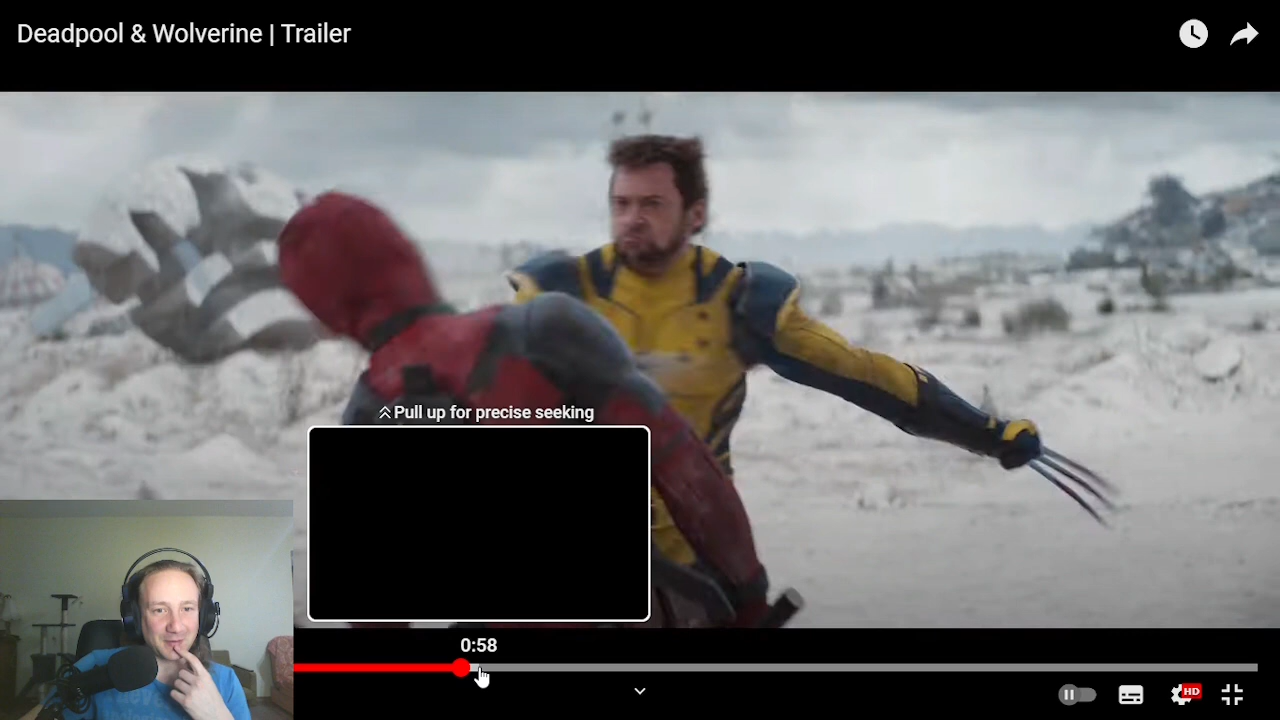 Deadpool & Wolverine | Trailer
Pull up for precise seeking
0:58
HD